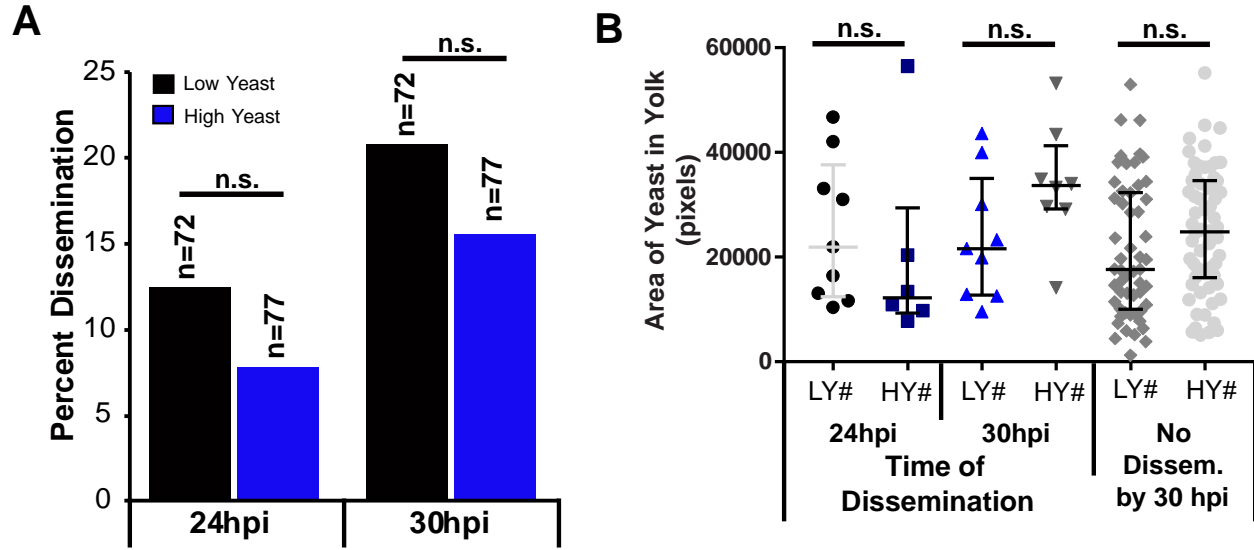 A
n.s.
25
Low Yeast
High Yeast
n=72
n=77
20
n.s.
n=72
n=77
15
10
5
0
Percent Dissemination
24hpi
30hpi
B
n.s.
n.s.
n.s.
60000
40000
20000
0
Area of Yeast in Yolk
(pixels)
LY#
HY#
LY#
HY#
LY#
HY#
24hpi
30hpi
No
Dissem.
by 30 hpi
Time of
Dissemination